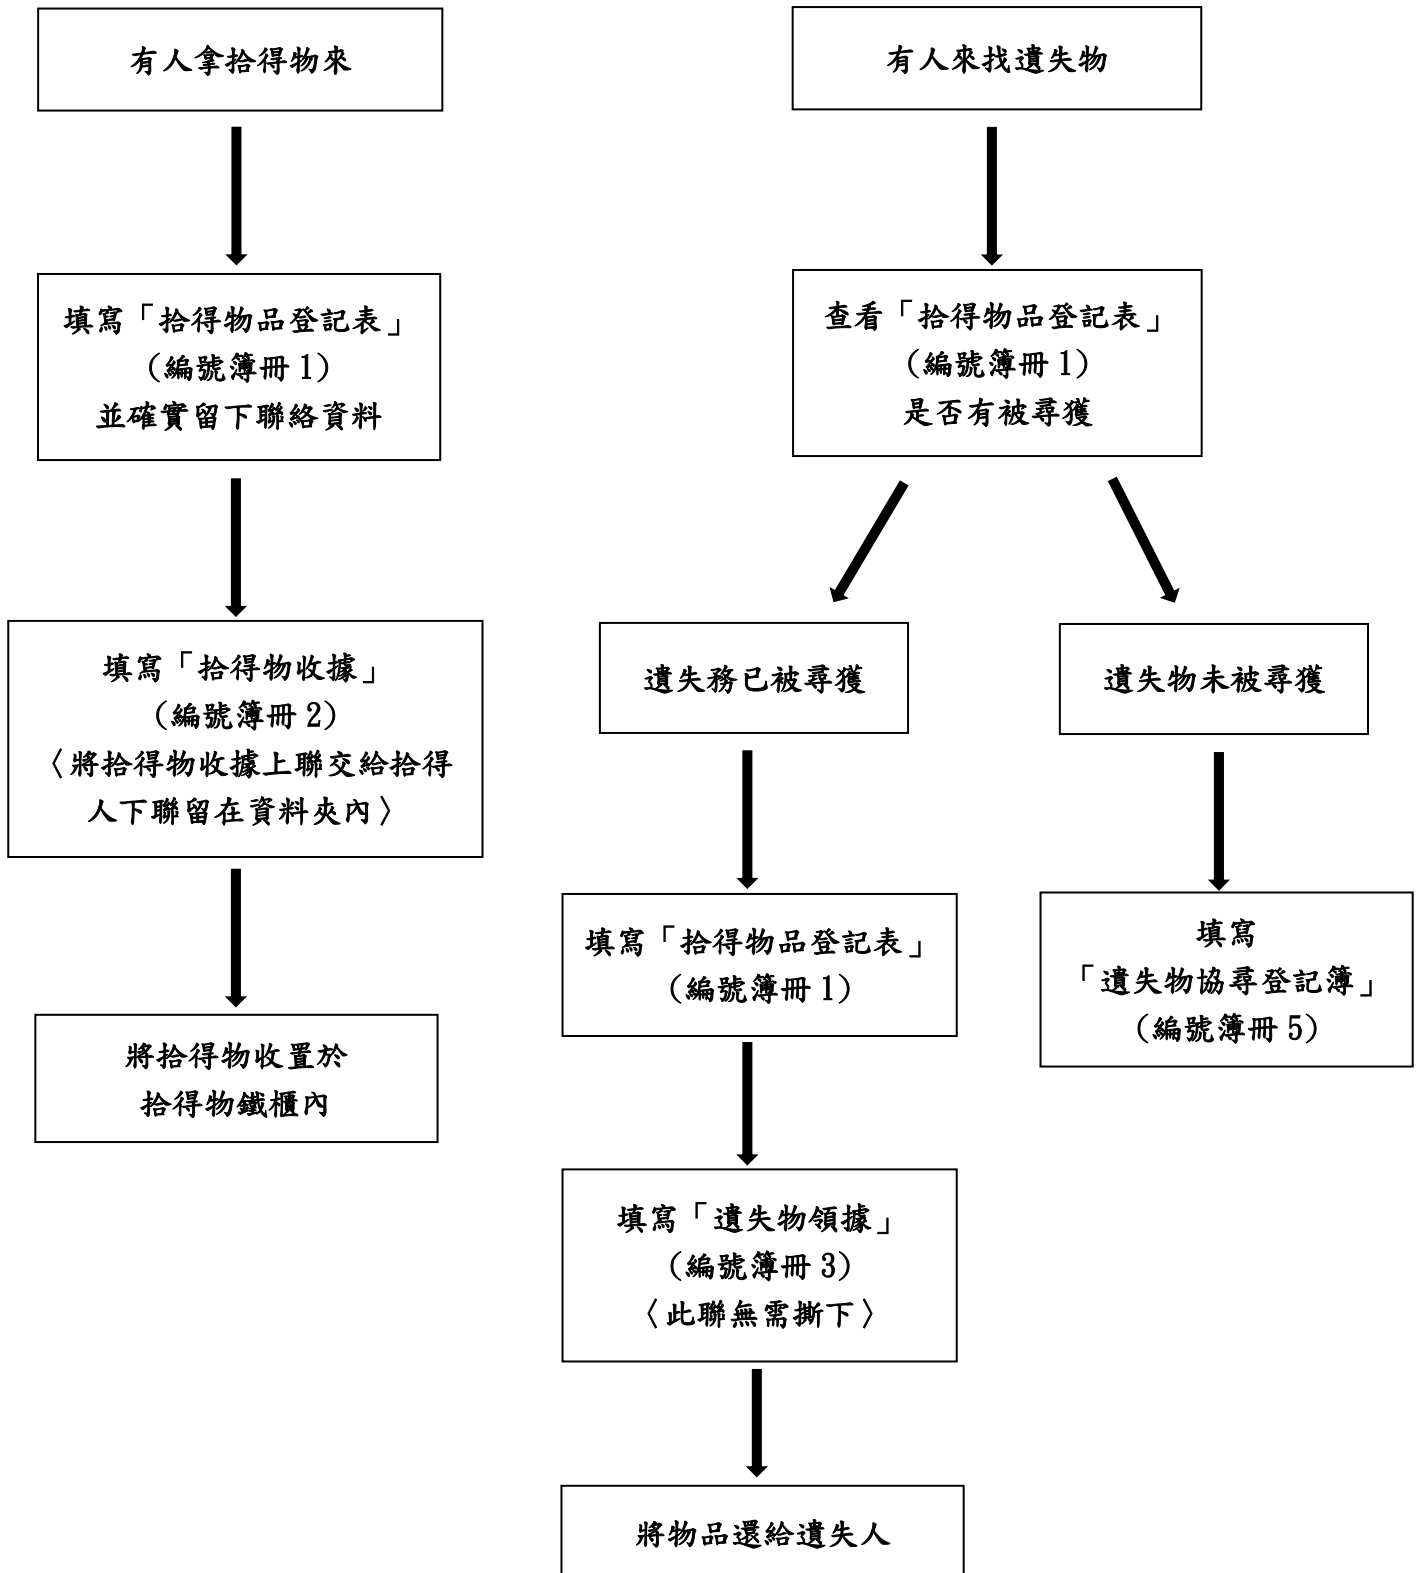 有人拿拾得物來
填寫「拾得物品登記表」
(編號簿冊 1)
並確實留下聯絡資料
填寫「拾得物收據」
(編號簿冊 2)
〈將拾得物收據上聯交給拾得
人下聯留在資料夾內〉
將拾得物收置於
拾得物鐵櫃內
有人來找遺失物
查看「拾得物品登記表」
(編號簿冊 1)
是否有被尋獲
遺失務已被尋獲
填寫「拾得物品登記表」
(編號簿冊 1)
填寫「遺失物領據」
(編號簿冊 3)
〈此聯無需撕下〉
將物品還給遺失人
遺失物未被尋獲
填寫
「遺失物協尋登記簿」
(編號簿冊 5)